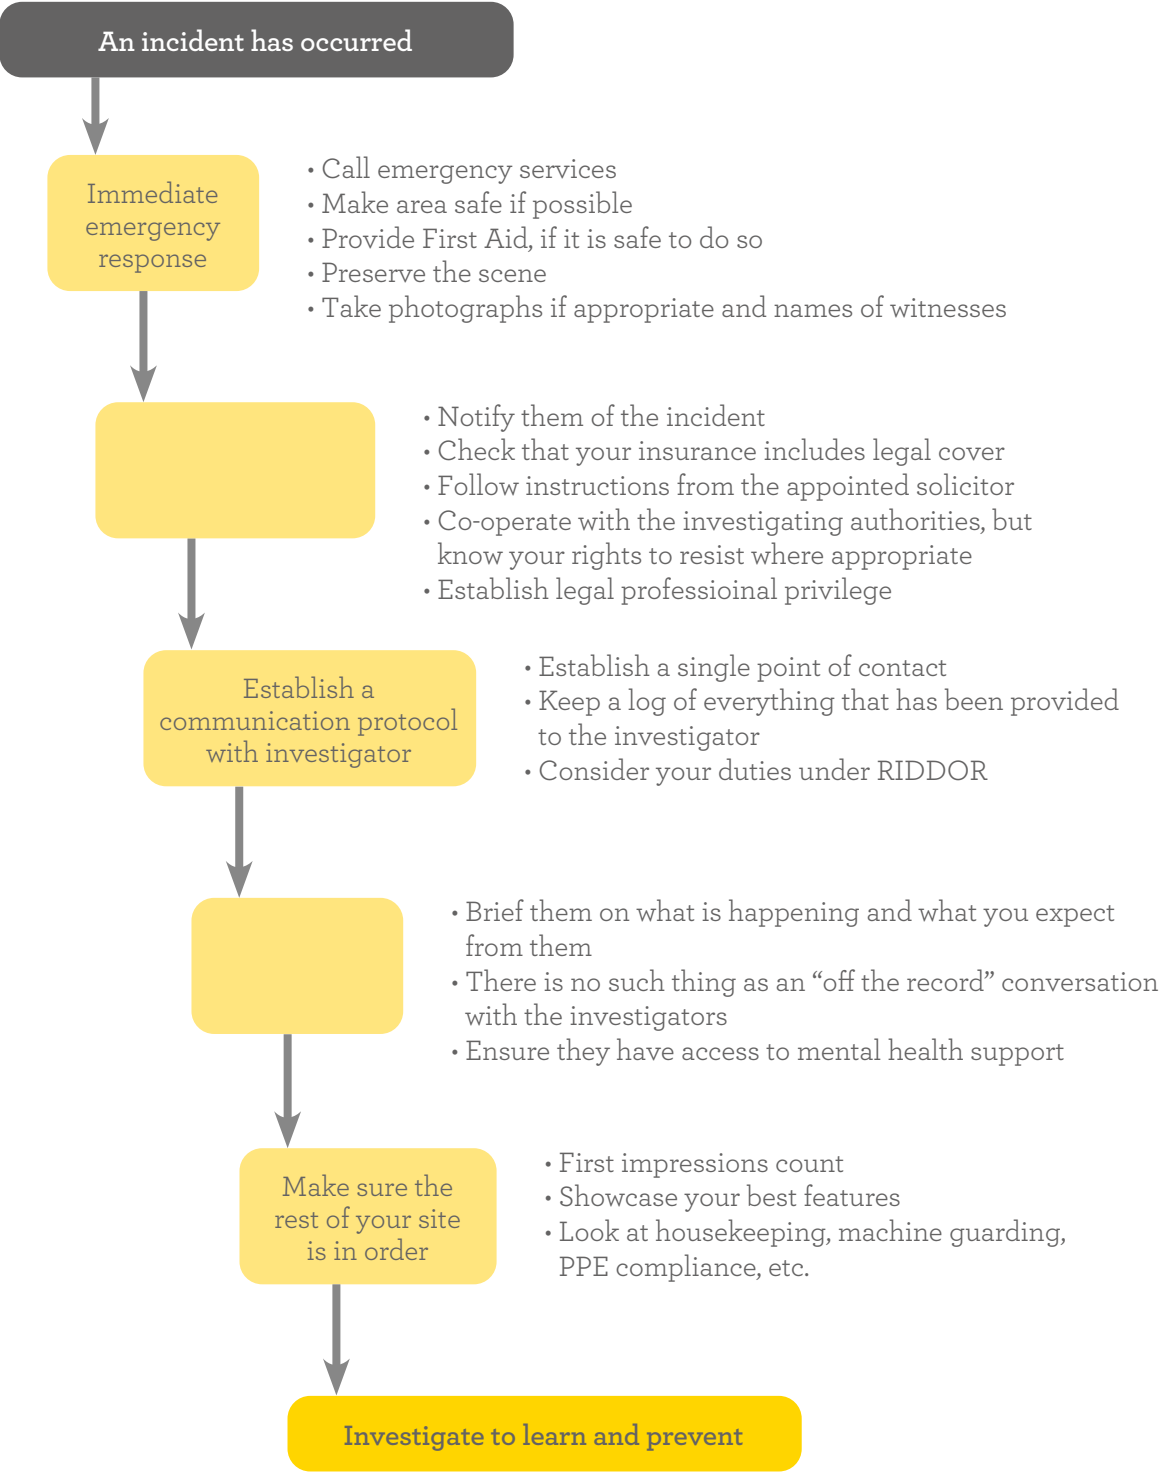 An incident has occurred
Immediate
emergency
response
• Call emergency services
• Make area safe if possible
• Provide First Aid, if it is safe to do so
• Preserve the scene
• Take photographs if appropriate and names of witnesses
• Notify them of the incident
• Check that your insurance includes legal cover
• Follow instructions from the appointed solicitor
• Co-operate with the investigating authorities, but
know your rights to resist where appropriate
• Establish legal professioinal privilege
Establish a
communication protocol
with investigator
• Establish a single point of contact
• Keep a log of everything that has been provided
to the investigator
• Consider your duties under RIDDOR
• Brief them on what is happening and what you expect
from them
• There is no such thing as an “off the record” conversation
with the investigators
• Ensure they have access to mental health support
Make sure the
rest of your site
is in order
• First impressions count
• Showcase your best features
• Look at housekeeping, machine guarding,
PPE compliance, etc.
Investigate to learn and prevent